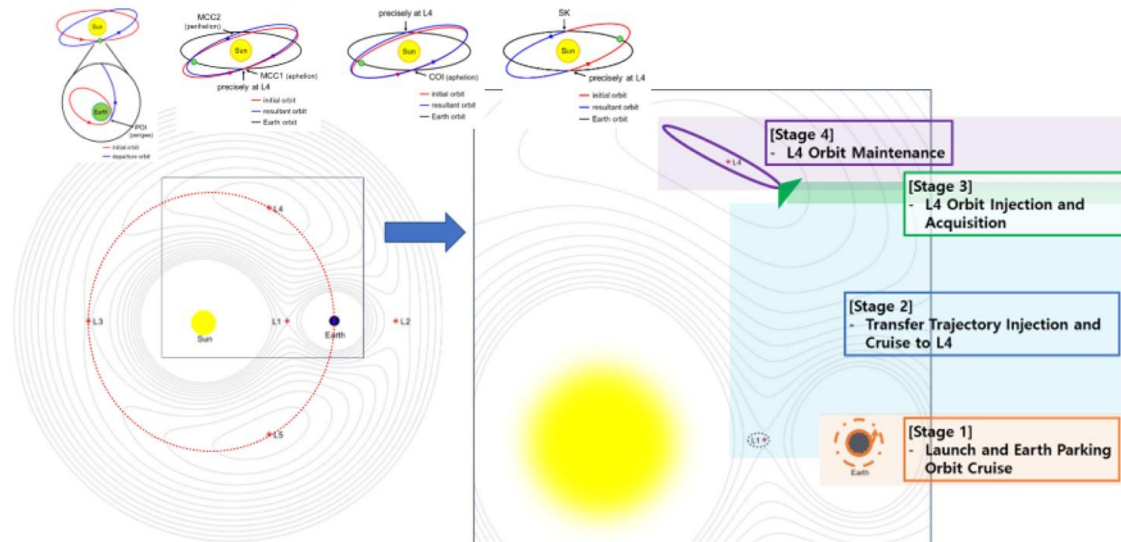 Sun
Earth
POI
(perigee)
initial orbit
departure orbit
MCC2
(perihelion)
Sun
MCC1 (aphelion)
precisely at L4
initial orbit
resultant orbit
Earth orbit
precisely at L4
Sun
COI (aphelion)
initial orbit
resultant orbit
Earth orbit
SK
Sun
precisely at L4
initial orbit
resultant orbit
Earth orbit
L4
L3
Sun
L1
Earth
L2
L5
L4
L1
Earth
[Stage 4]
- L4 Orbit Maintenance
[Stage 3]
- L4 Orbit Injection and
Acquisition
[Stage 2]
- Transfer Trajectory Injection and
Cruise to L4
[Stage 1]
- Launch and Earth Parking
Orbit Cruise